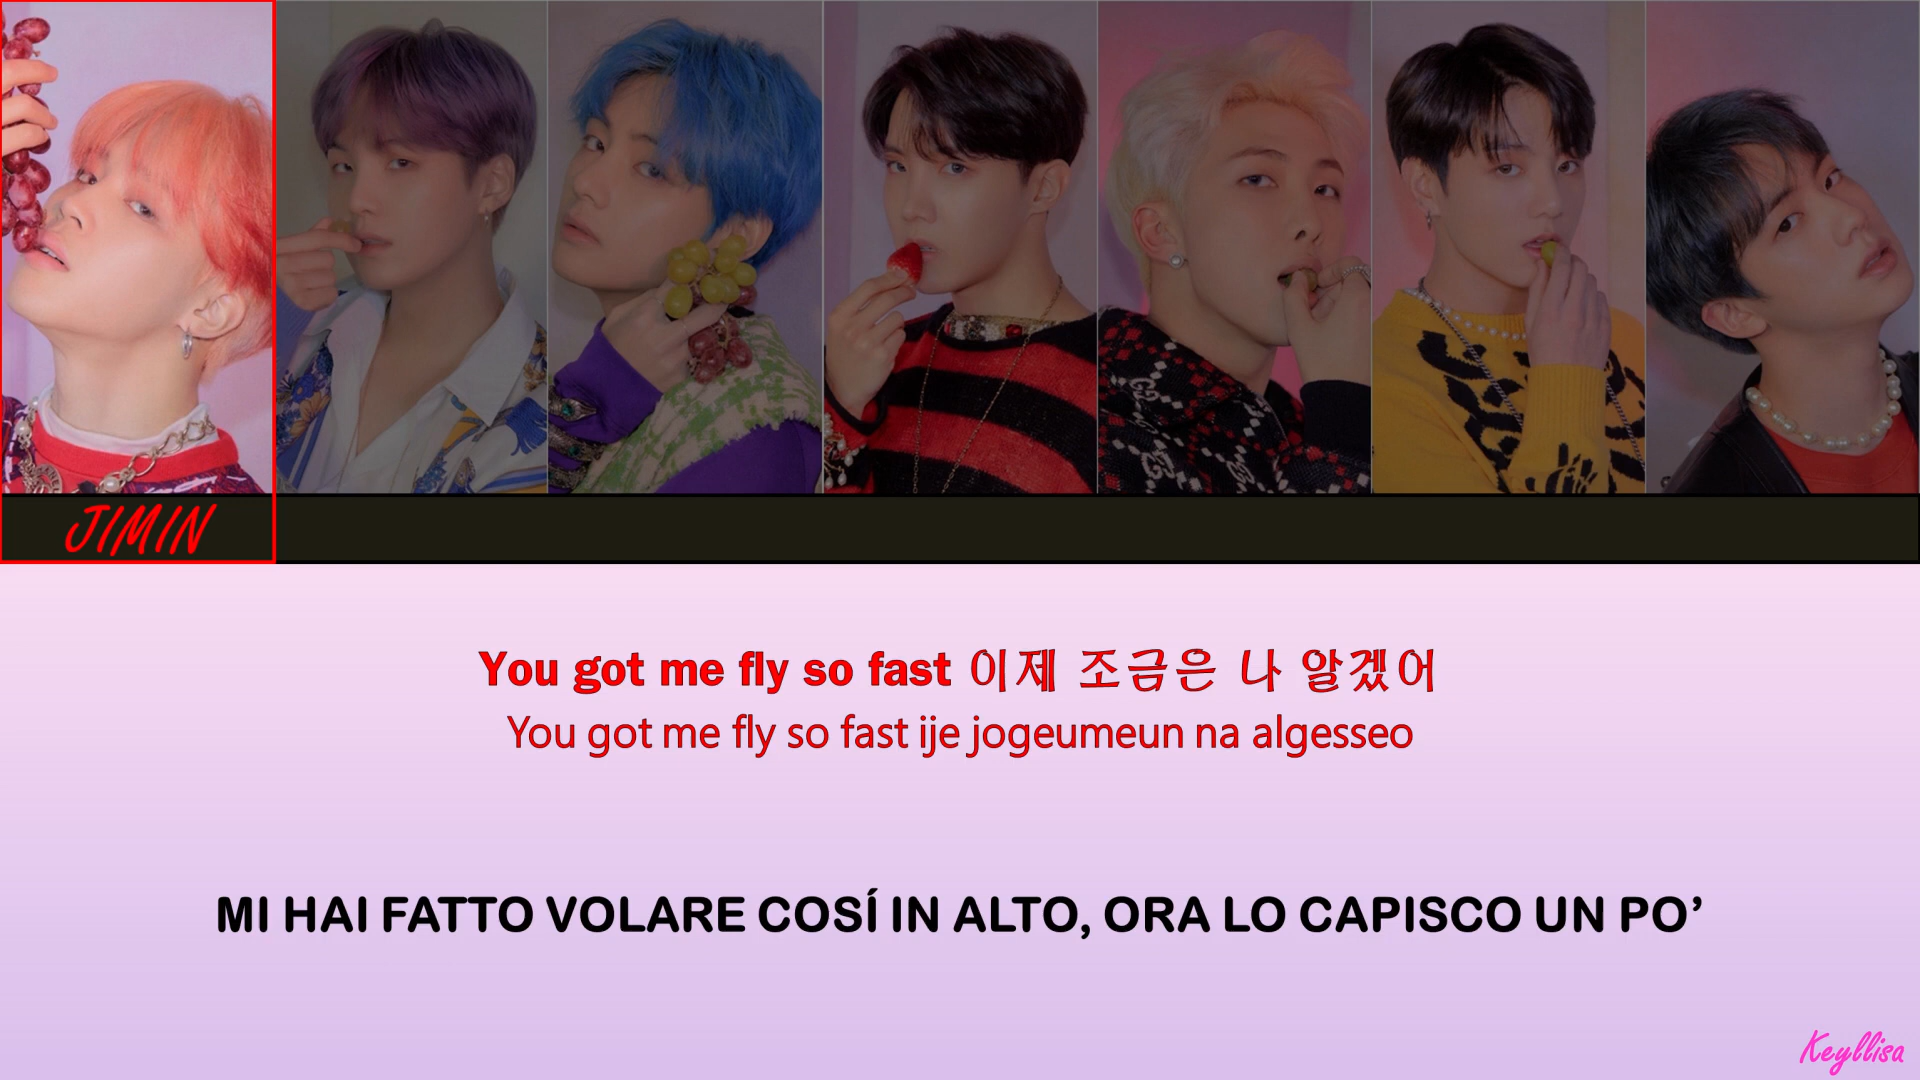 JIMIN
You got me fly so fast 이제 조금은 나 알겠어
You got me fly so fast ije jogeumeun na algesseo
MI HAI FATTO VOLARE COSÍ IN ALTO, ORA LO CAPISCO UN PO’
Keyllisa